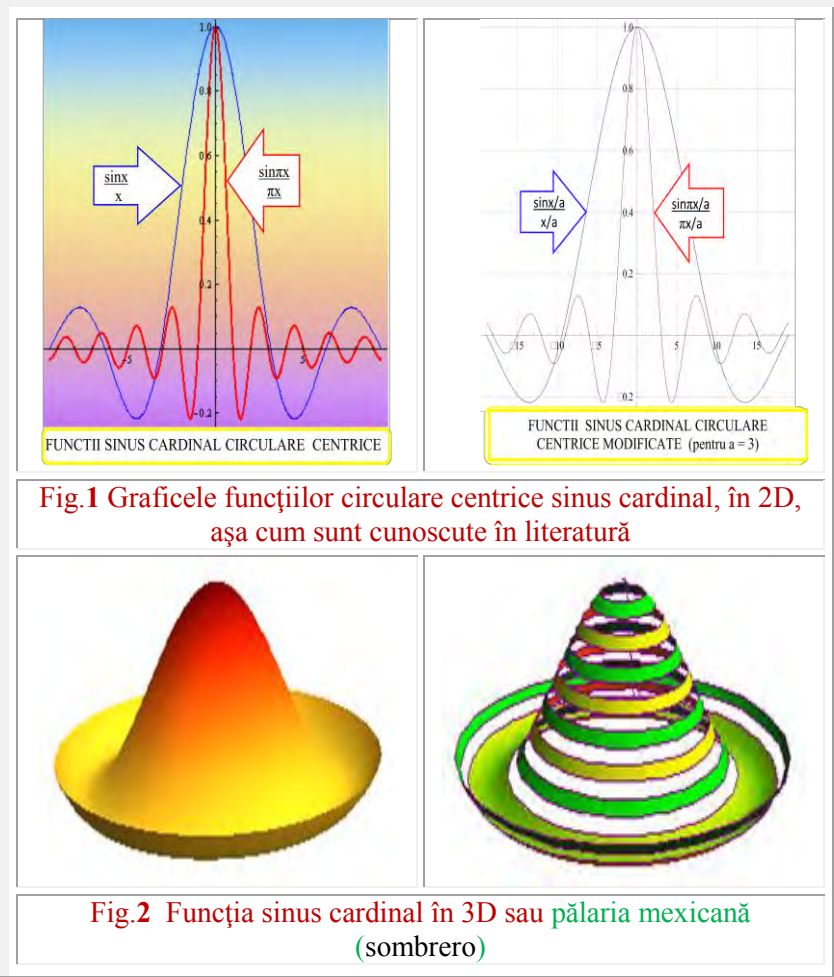 1.0
0.8
sinx
x
sinπx
πx
0.4
0.2
-5
5
-0.2
FUNCTII SINUS CARDINAL CIRCULARE CENTRICE
1.0
0.8
0.6
sinx/a
x/a
0.4
sinπx/a
πx/a
0.2
15
10
5
5
10
15
0.2
FUNCTII SINUS CARDINAL CIRCULARE
CENTRICE MODIFICATE (pentru a = 3)
Fig.1 Graficele funcţiilor circulare centrice sinus cardinal, în 2D,
aşa cum sunt cunoscute în literatură
Fig.2 Funcţia sinus cardinal în 3D sau pălaria mexicană
(sombrero)